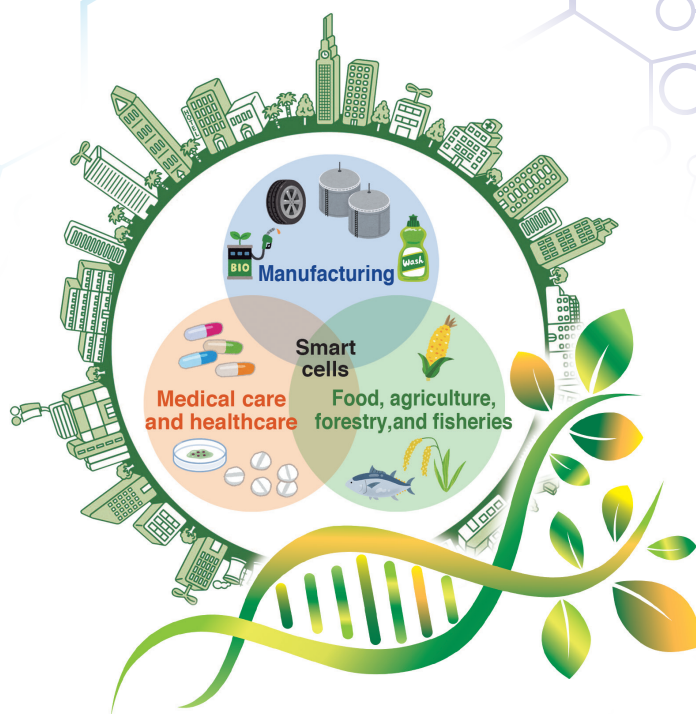 BIO
Manufacturing
Wash
Smart
cells
Medical care
and healthcare
Food, agriculture,
forestry,and fisheries